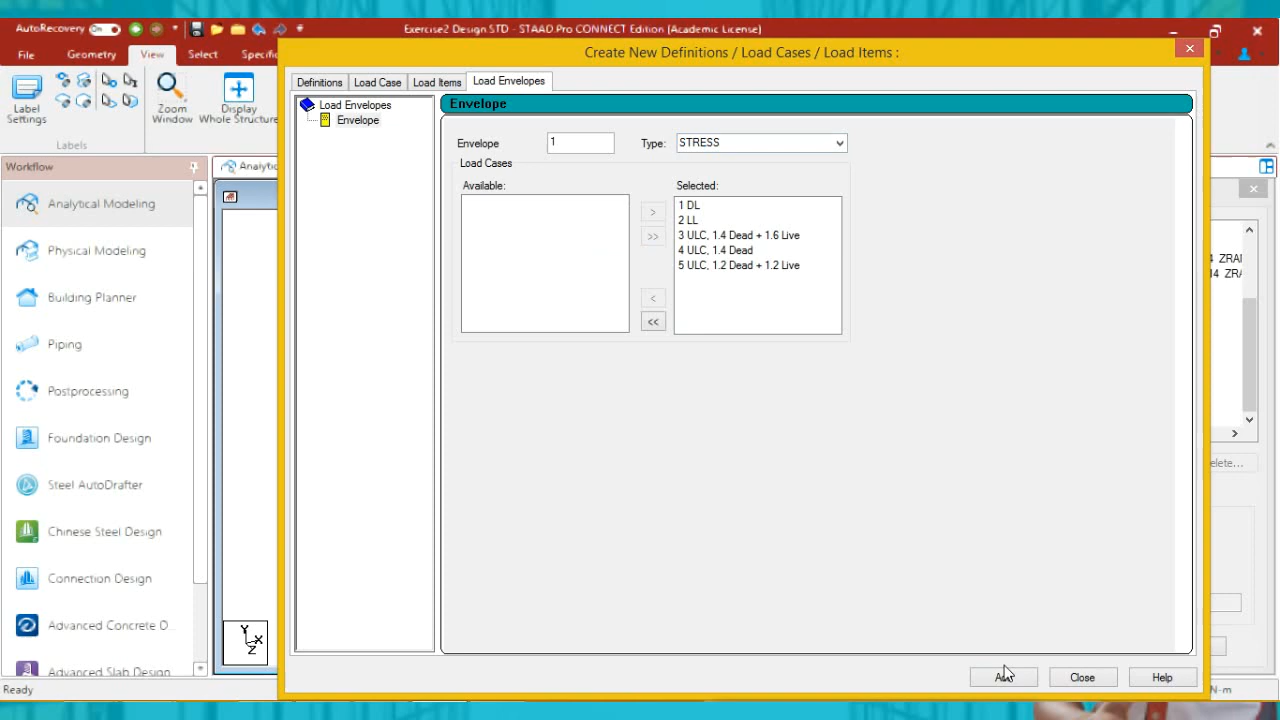 AutoRecovery
Exercise2 Design STD - STAAD Pro CONNECT Edition [Academic License]
File Geometry View Select
Create New Definitions / Load Cases / Load Items :
Label Settings
Zoom Window
Display Whole Structure
Labels
Definitions Load Case Load Items Load Envelopes
Load Envelopes
Envelope
Envelope
Envelope 1 Type: STRESS
Load Cases
Available: Selected:
1 DL
2 LL
3 ULC, 1.4 Dead + 1.6 Live
4 ULC, 1.4 Dead
5 ULC, 1.2 Dead + 1.2 Live
>
>>
<
<<
Workflow
Analytical Modeling
Physical Modeling
Building Planner
Piping
Postprocessing
Foundation Design
Steel AutoDrafter
Chinese Steel Design
Connection Design
Advanced Concrete D...
Advanced Slab Design
Y
X
Z
Close Help
Ready